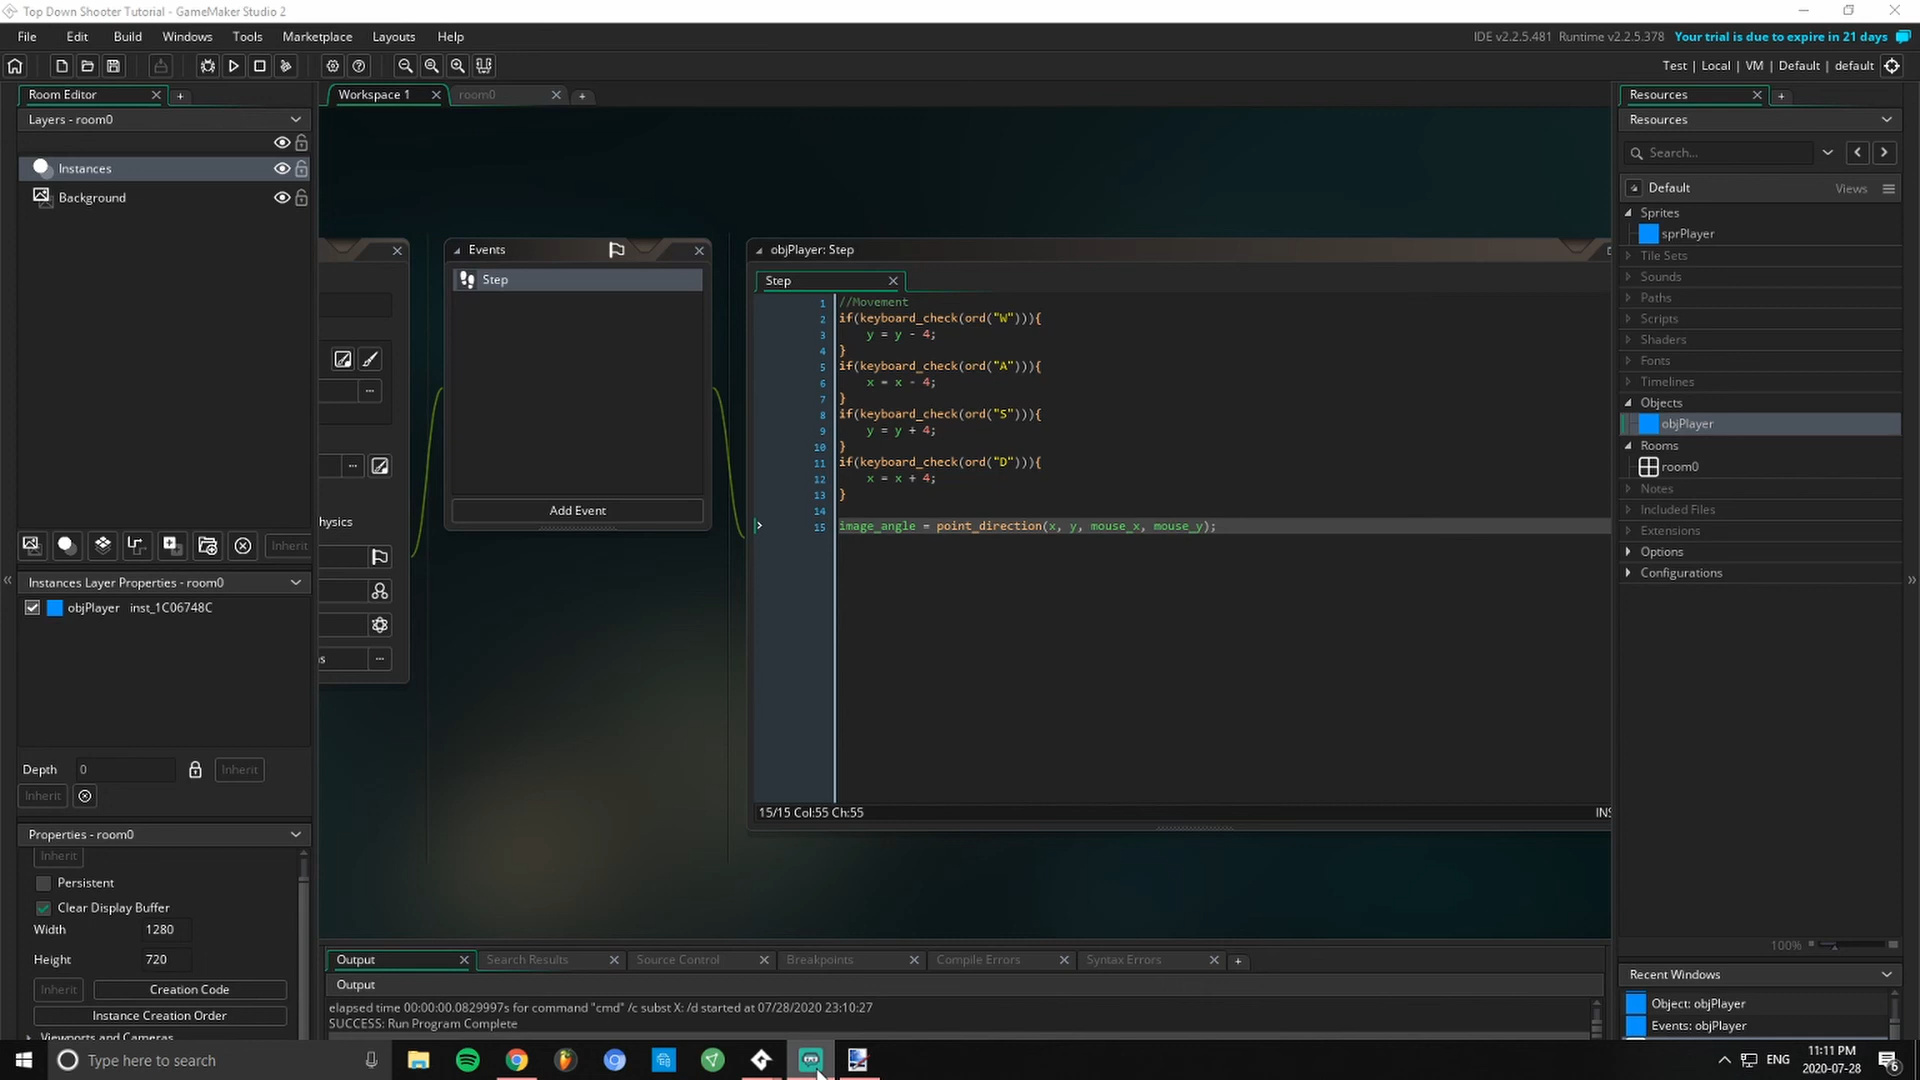 Top Down Shooter Tutorial - GameMaker Studio 2
File Edit Build Windows Tools Marketplace Layouts Help
IDE v2.2.5.481 Runtime v2.2.5.378 Your trial is due to expire in 21 days
Test | Local | VM | Default | default
Room Editor
Layers - room0
Instances
Background
Inherit
Instances Layer Properties - room0
objPlayer inst_1C06748C
Depth 0 Inherit
Inherit
Properties - room0
Inherit
Persistent
Clear Display Buffer
Width 1280
Height 720
Inherit Creation Code
Instance Creation Order
Viewports and Cameras
Workspace 1 room0
hysics
s
Events
Step
Add Event
objPlayer: Step
Step
1 //Movement
2 if(keyboard_check(ord("W"))){
3 y = y - 4;
4 }
5 if(keyboard_check(ord("A"))){
6 x = x - 4;
7 }
8 if(keyboard_check(ord("S"))){
9 y = y + 4;
10 }
11 if(keyboard_check(ord("D"))){
12 x = x + 4;
13 }
14
15 image_angle = point_direction(x, y, mouse_x, mouse_y);
15/15 Col:55 Ch:55 INS
Output Search Results Source Control Breakpoints Compile Errors Syntax Errors
Output
elapsed time 00:00:00.0829997s for command "cmd" /c subst X: /d started at 07/28/2020 23:10:27
SUCCESS: Run Program Complete
Resources
Resources
Search...
Default Views
Sprites
sprPlayer
Tile Sets
Sounds
Paths
Scripts
Shaders
Fonts
Timelines
Objects
objPlayer
Rooms
room0
Notes
Included Files
Extensions
Options
Configurations
100%
Recent Windows
Object: objPlayer
Events: objPlayer
Type here to search
ENG
11:11 PM
2020-07-28
6